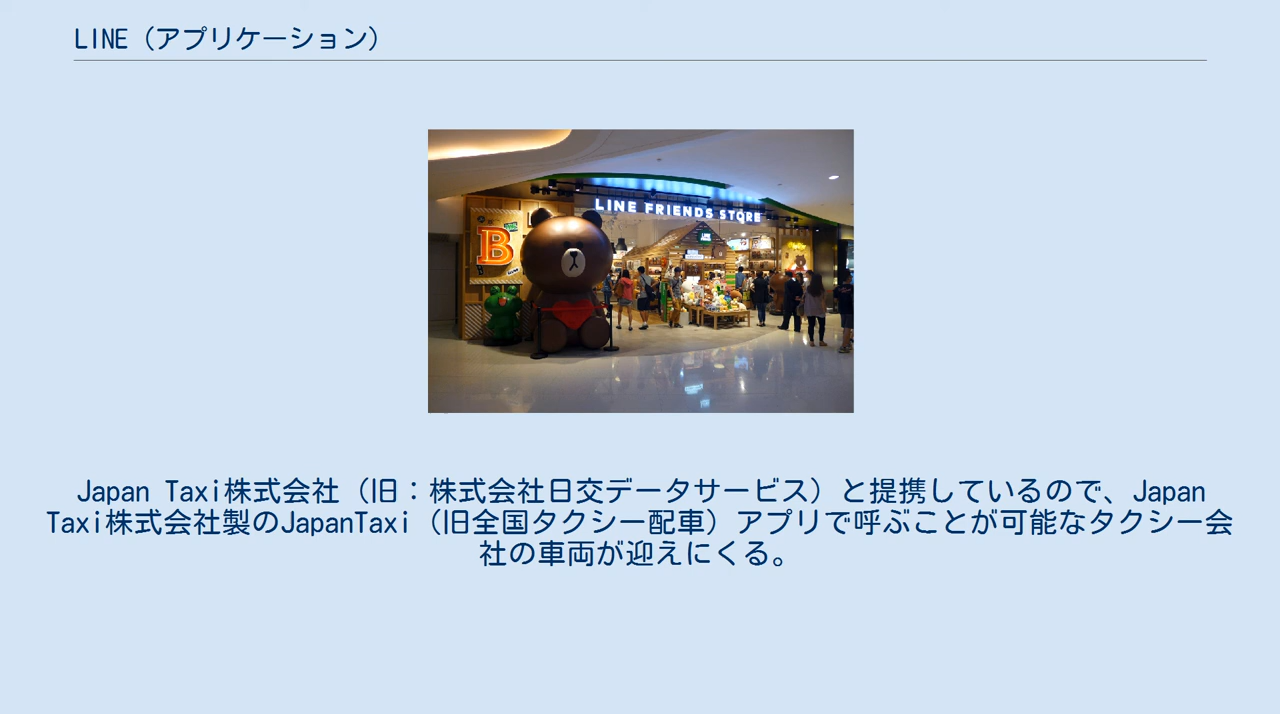 LINE（アプリケーション）
LINE FRIENDS STORE
B
Japan Taxi株式会社（旧：株式会社日交データサービス）と提携しているので、Japan
Taxi株式会社製のJapanTaxi（旧全国タクシー配車）アプリで呼ぶことが可能なタクシー会
社の車両が迎えにくる。